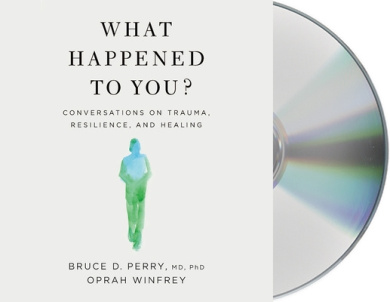 WHAT
HAPPENED
TO YOU?
CONVERSATIONS ON TRAUMA,
RESILIENCE, AND HEALING
BRUCE D. PERRY, MD, PhD
OPRAH WINFREY